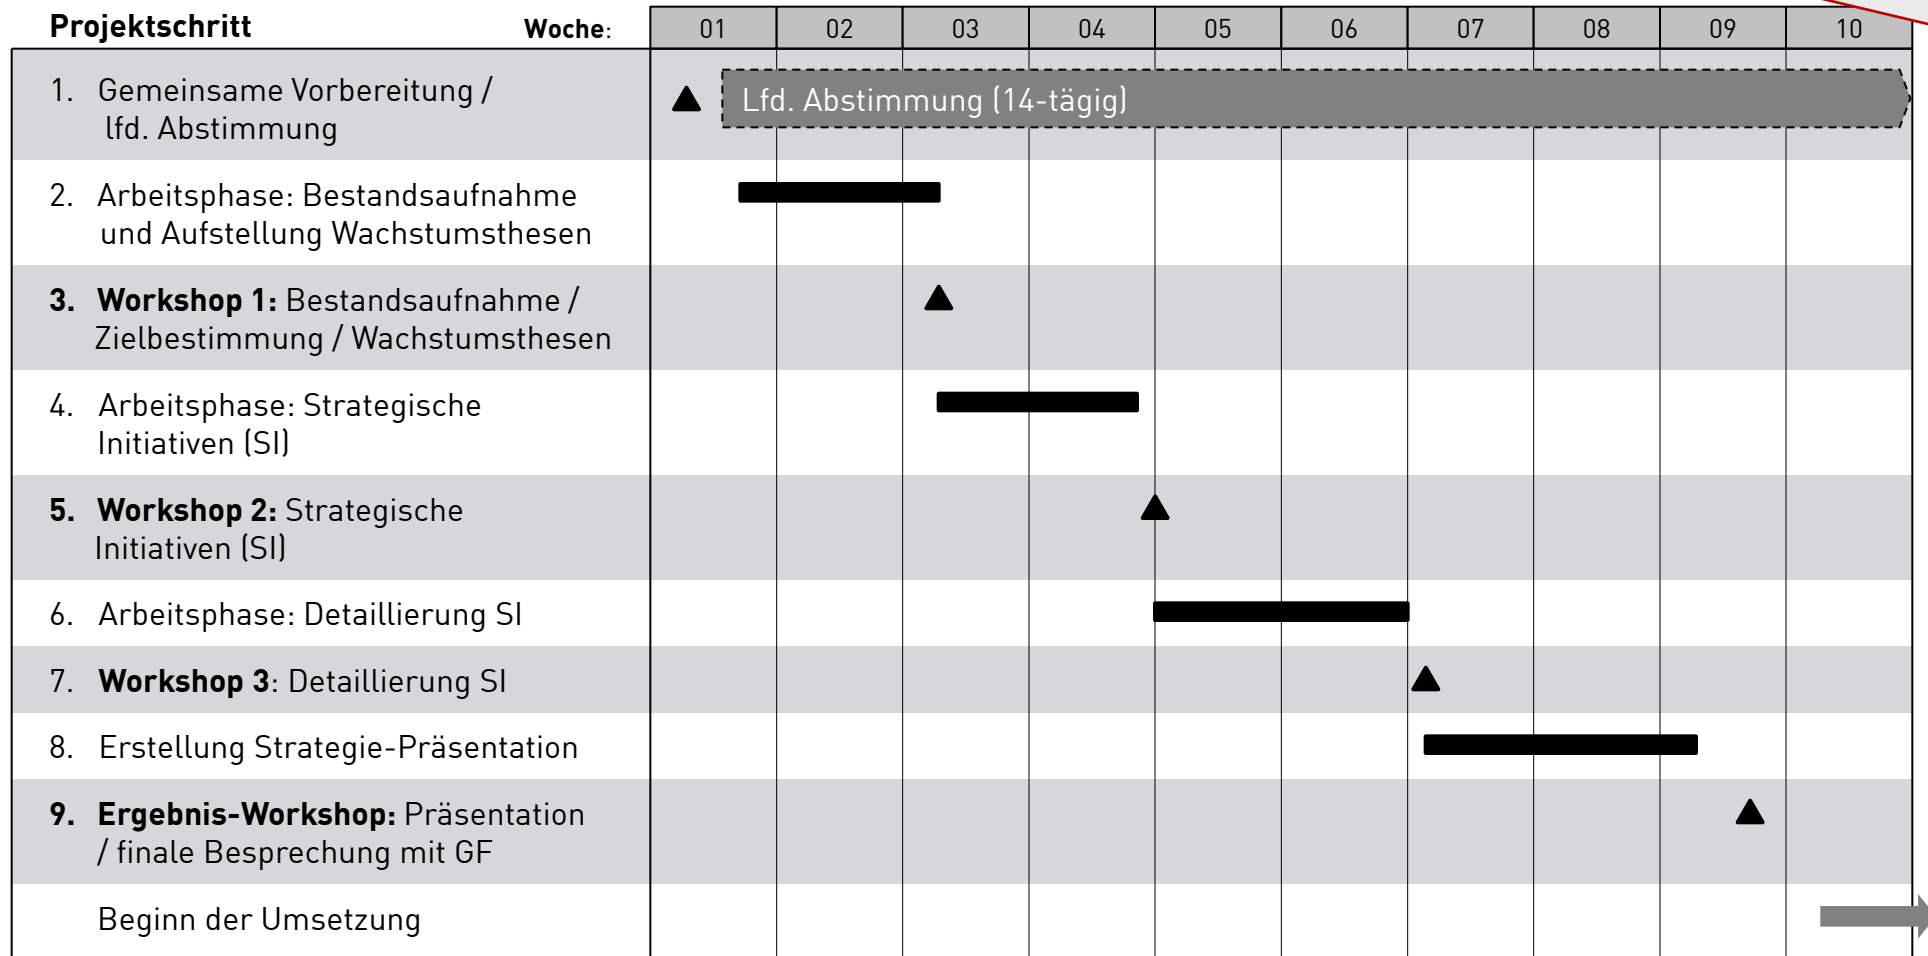 Projektschritt Woche: 01 02 03 04 05 06 07 08 09 10
1. Gemeinsame Vorbereitung /
lfd. Abstimmung
Lfd. Abstimmung (14-tägig)
2. Arbeitsphase: Bestandsaufnahme
und Aufstellung Wachstumsthesen
3. Workshop 1: Bestandsaufnahme /
Zielbestimmung / Wachstumsthesen
4. Arbeitsphase: Strategische
Initiativen (SI)
5. Workshop 2: Strategische
Initiativen (SI)
6. Arbeitsphase: Detaillierung SI
7. Workshop 3: Detaillierung SI
8. Erstellung Strategie-Präsentation
9. Ergebnis-Workshop: Präsentation
/ finale Besprechung mit GF
Beginn der Umsetzung